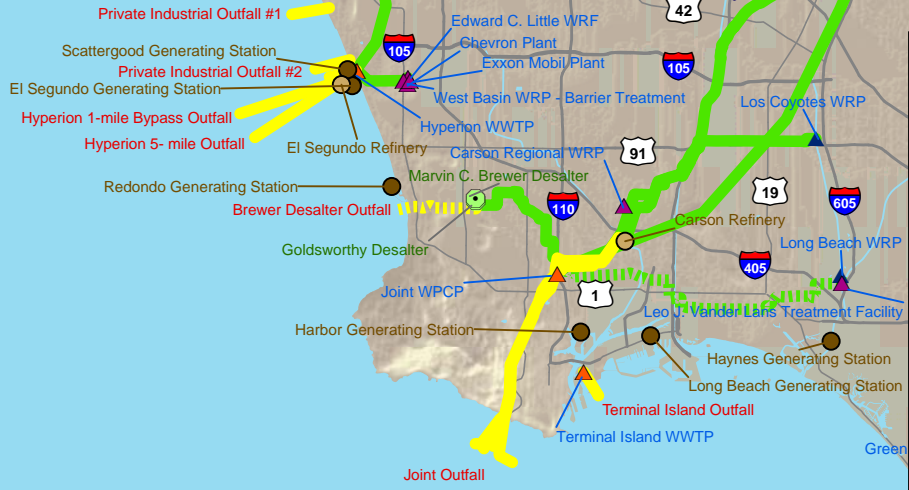 Private Industrial Outfall #1
42
Edward C. Little WRF
Scattergood Generating Station
105
Chevron Plant
Private Industrial Outfall #2
Exxon Mobil Plant
105
El Segundo Generating Station
West Basin WRP - Barrier Treatment
Los Coyotes WRP
Hyperion 1-mile Bypass Outfall
Hyperion WWTP
Hyperion 5- mile Outfall
El Segundo Refinery
Carson Regional WRP
91
Marvin C. Brewer Desalter
Redondo Generating Station
19
605
Brewer Desalter Outfall
110
Carson Refinery
Goldsworthy Desalter
Long Beach WRP
405
Joint WPCP
1
Leo J. Vander Lans Treatment Facility
Harbor Generating Station
Haynes Generating Station
Long Beach Generating Station
Terminal Island Outfall
Terminal Island WWTP
Green
Joint Outfall